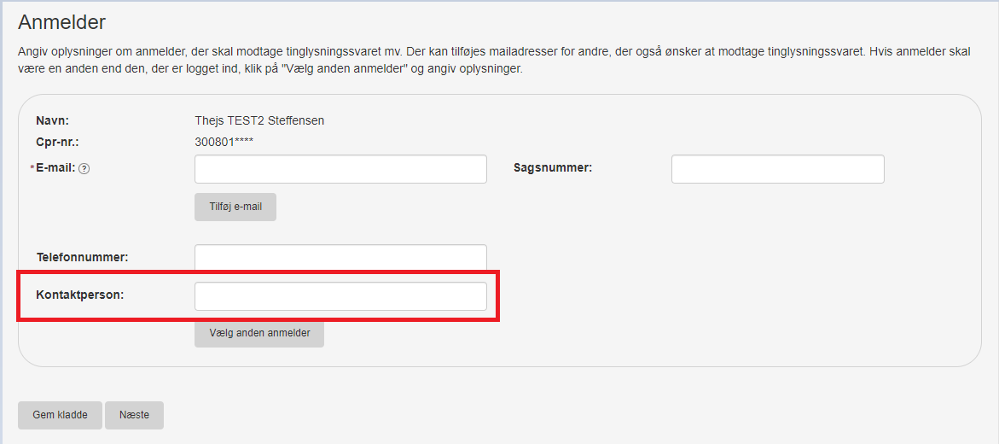 Anmelder
Angiv oplysninger om anmelder, der skal modtage tinglysningssvaret mv. Der kan tilføjes mailadresser for andre, der også ønsker at modtage tinglysningssvaret. Hvis anmelder skal
være en anden end den, der er logget ind, klik på "Vælg anden anmelder" og angiv oplysninger.
Navn: Thejs TEST2 Steffensen
Cpr-nr.: 300801****
*E-mail: ? Sagsnummer:
Tilføj e-mail
Telefonnummer:
Kontaktperson:
Vælg anden anmelder
Gem kladde Næste